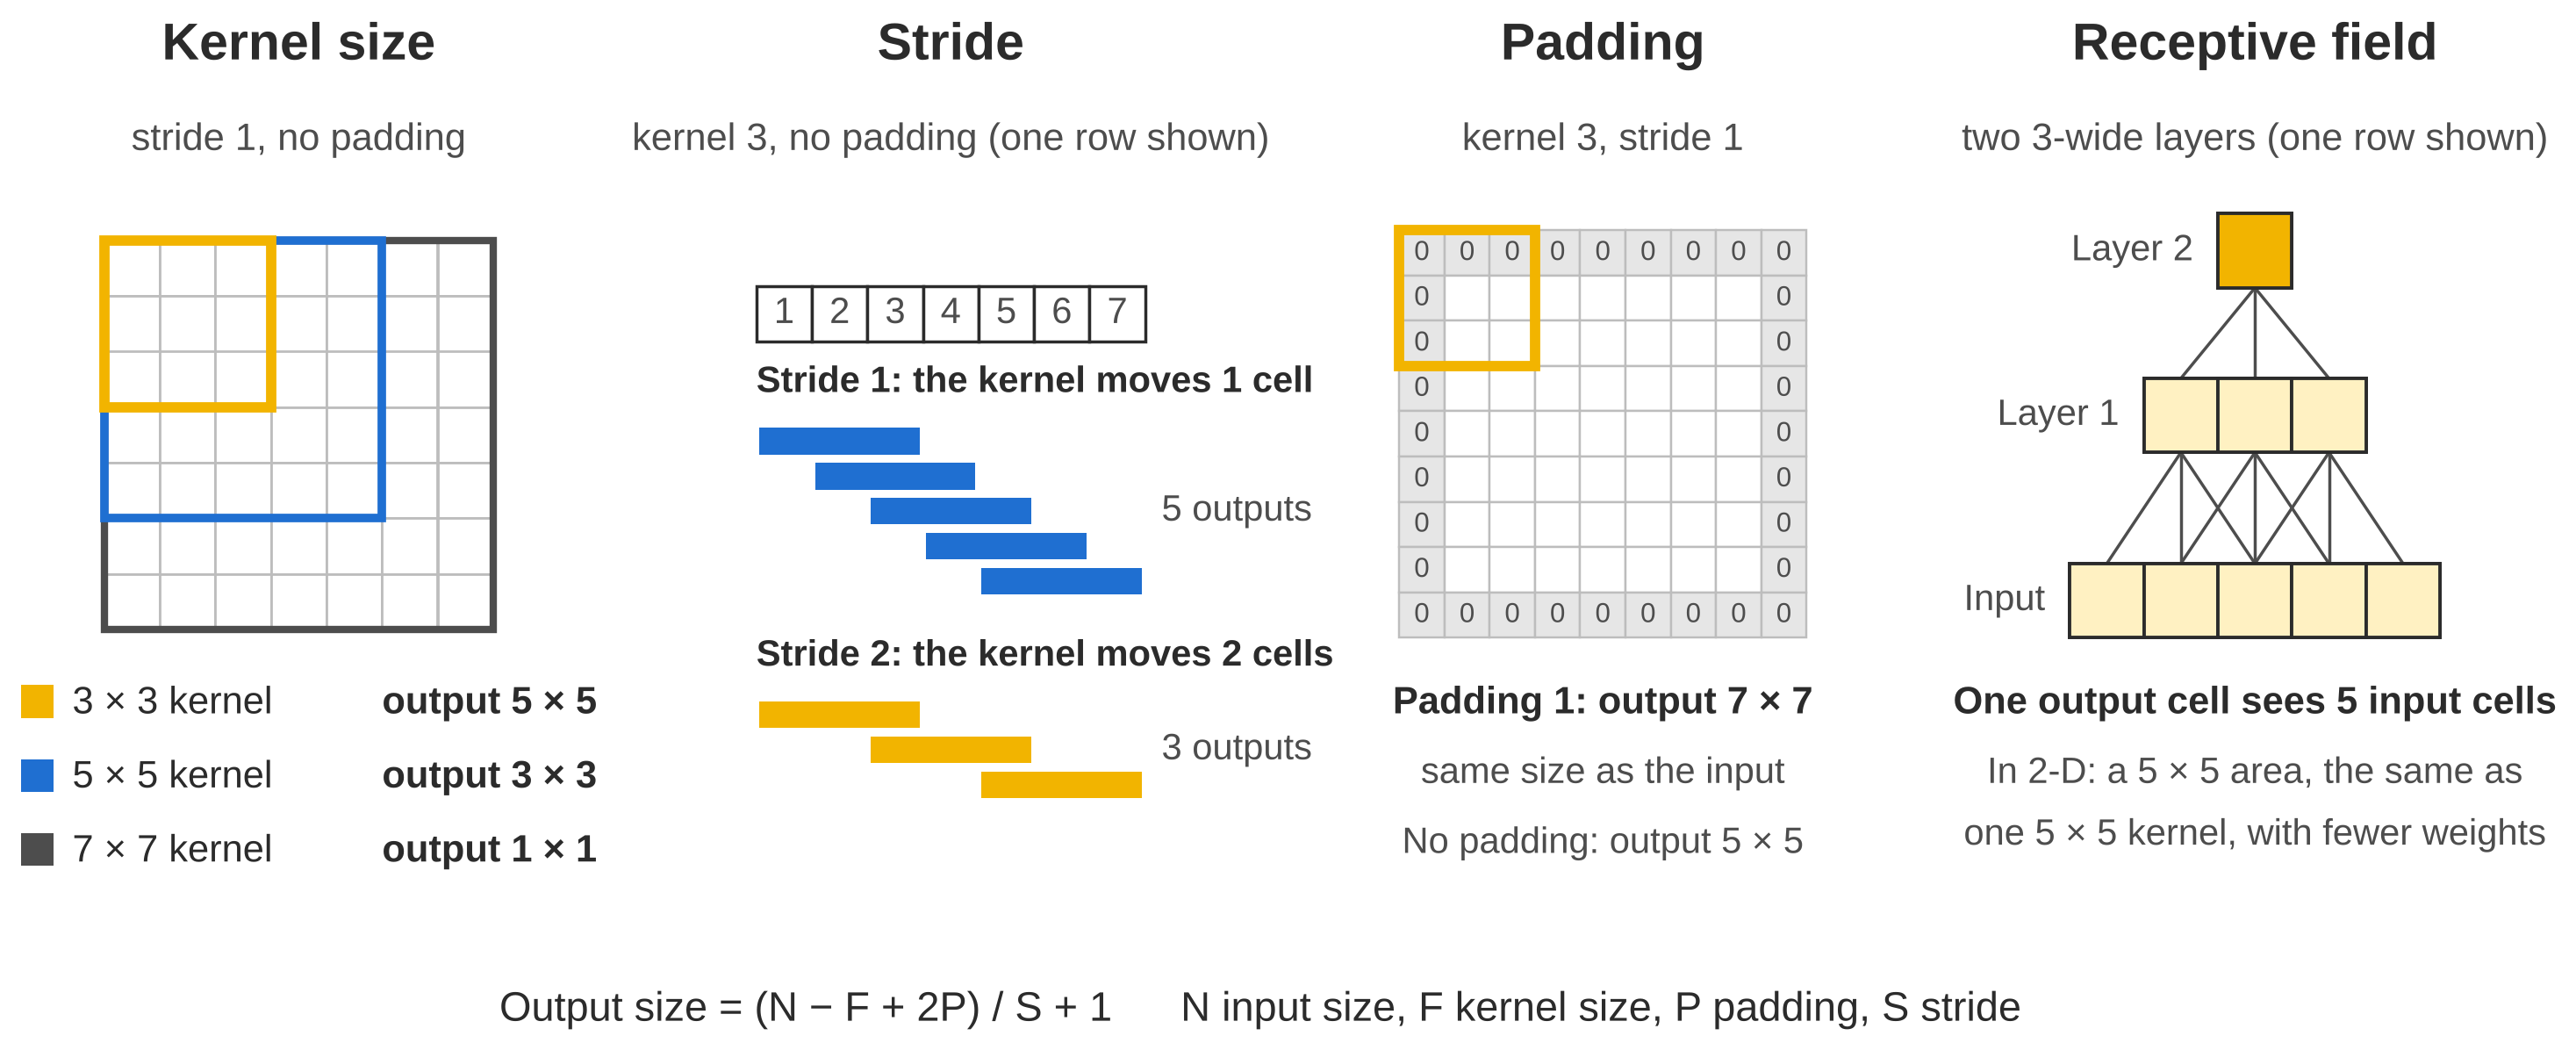 Kernel size
stride 1, no padding
3 × 3 kernel output 5 × 5
5 × 5 kernel output 3 × 3
7 × 7 kernel output 1 × 1
Stride
kernel 3, no padding (one row shown)
1 2 3 4 5 6 7
Stride 1: the kernel moves 1 cell
5 outputs
Stride 2: the kernel moves 2 cells
3 outputs
Padding
kernel 3, stride 1
0 0 0 0 0 0 0 0 0
0 0
0 0
0 0
0 0
0 0
0 0
0 0
0 0 0 0 0 0 0 0 0
Padding 1: output 7 × 7
same size as the input
No padding: output 5 × 5
Receptive field
two 3-wide layers (one row shown)
Layer 2
Layer 1
Input
One output cell sees 5 input cells
In 2-D: a 5 × 5 area, the same as
one 5 × 5 kernel, with fewer weights
Output size = (N − F + 2P) / S + 1 N input size, F kernel size, P padding, S stride